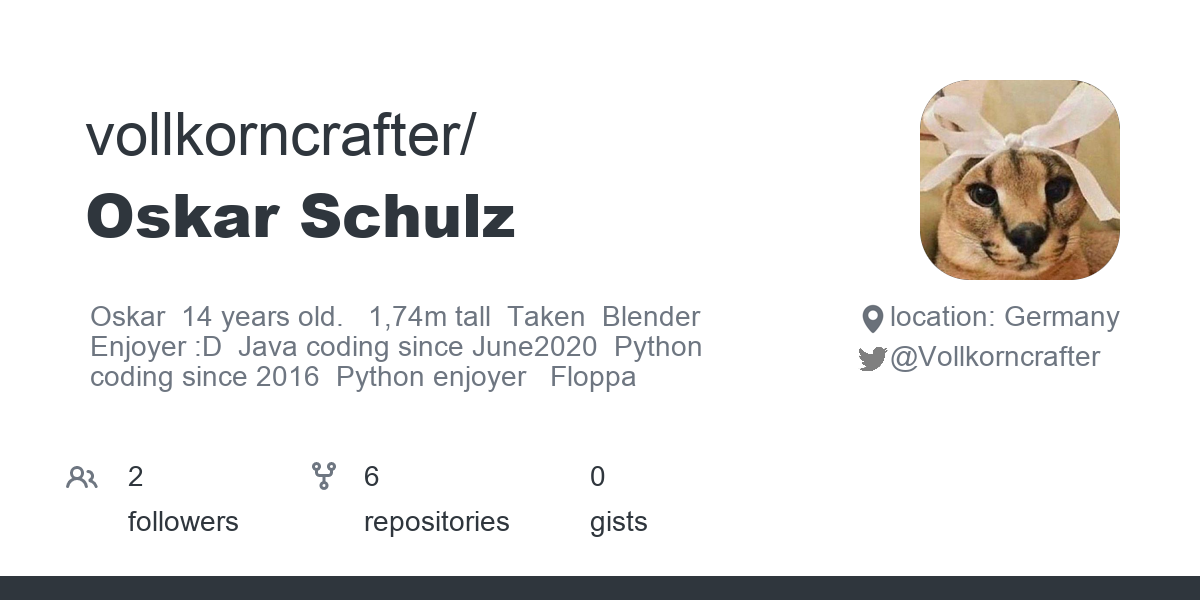 vollkorncrafter/
Oskar Schulz
Oskar  14 years old.   1,74m tall  Taken  Blender
Enjoyer :D  Java coding since June2020  Python
coding since 2016  Python enjoyer   Floppa
location: Germany
@Vollkorncrafter
2 followers
6 repositories
0 gists